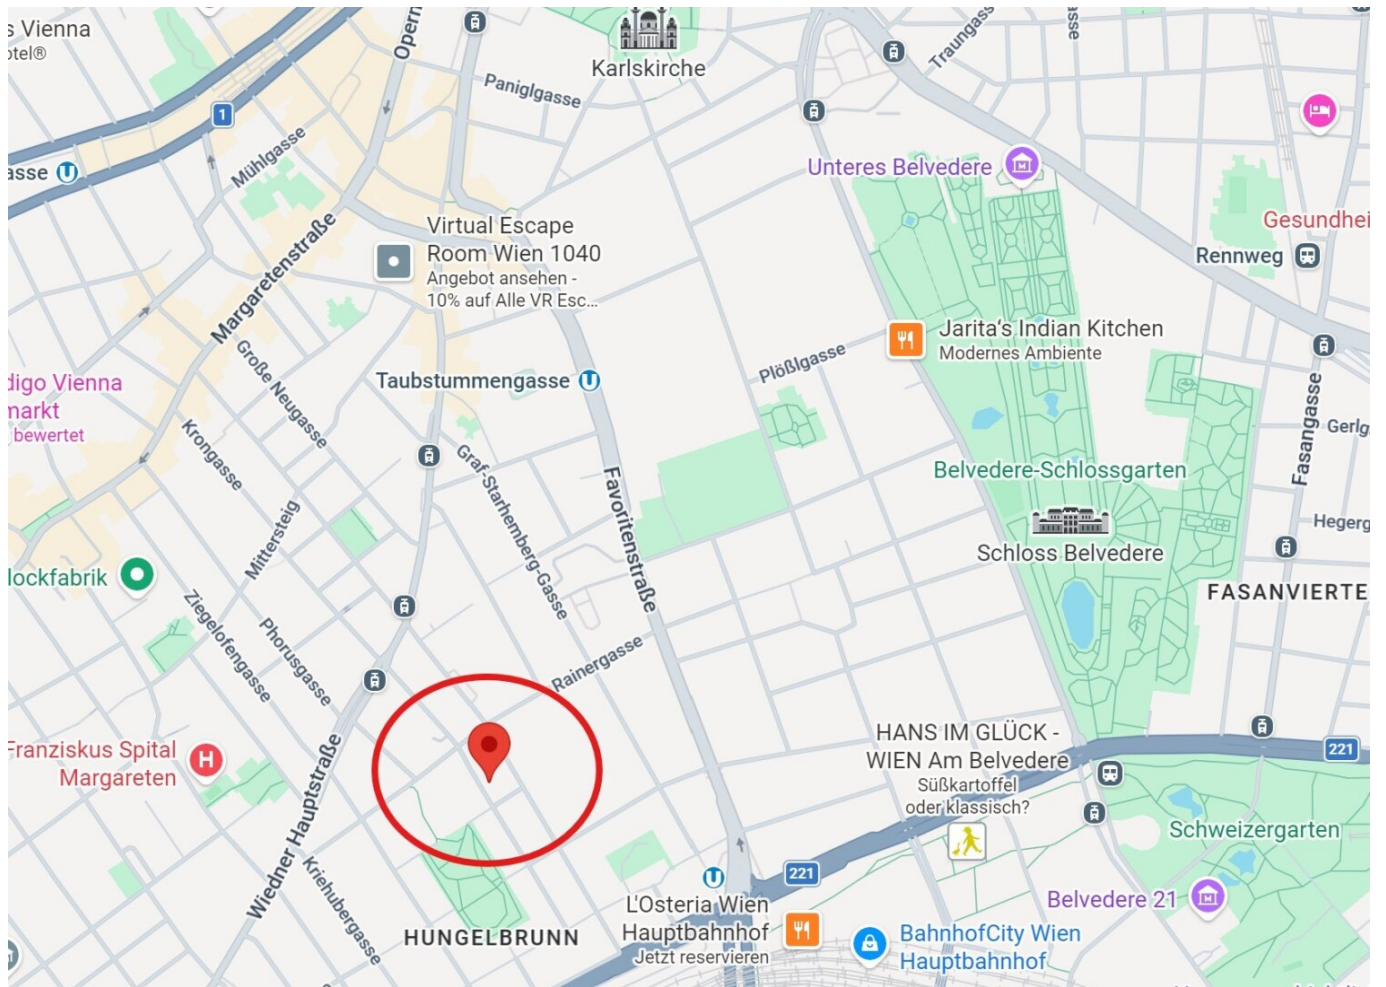 s Vienna
otel®
Opern
Karlskirche
Traungass
asse
Paniglgasse
1
Mühlgasse
asse U
Unteres Belvedere
Margaretenstraße
Virtual Escape
Room Wien 1040
Angebot ansehen -
10% auf Alle VR Esc...
Gesundhei
Rennweg
Jarita's Indian Kitchen
Modernes Ambiente
Plößlgasse
Große Neugasse
Taubstummengasse U
digo Vienna
markt
bewertet
Fasangasse
Gerlg
Krongasse
Graf-Starhemberg-Gasse
Favoritenstraße
Belvedere-Schlossgarten
Mittersteig
Schloss Belvedere
Hegerg
lockfabrik
FASANVIERTE
Ziegelofengasse
Phorusgasse
Rainergasse
Franziskus Spital
Margareten
H
HANS IM GLÜCK -
WIEN Am Belvedere
Süßkartoffel
oder klassisch?
221
Wiedner Hauptstraße
Schweizergarten
Kriehubergasse
U
221
Belvedere 21
L'Osteria Wien
Hauptbahnhof
Jetzt reservieren
HUNGELBRUNN
BahnhofCity Wien
Hauptbahnhof